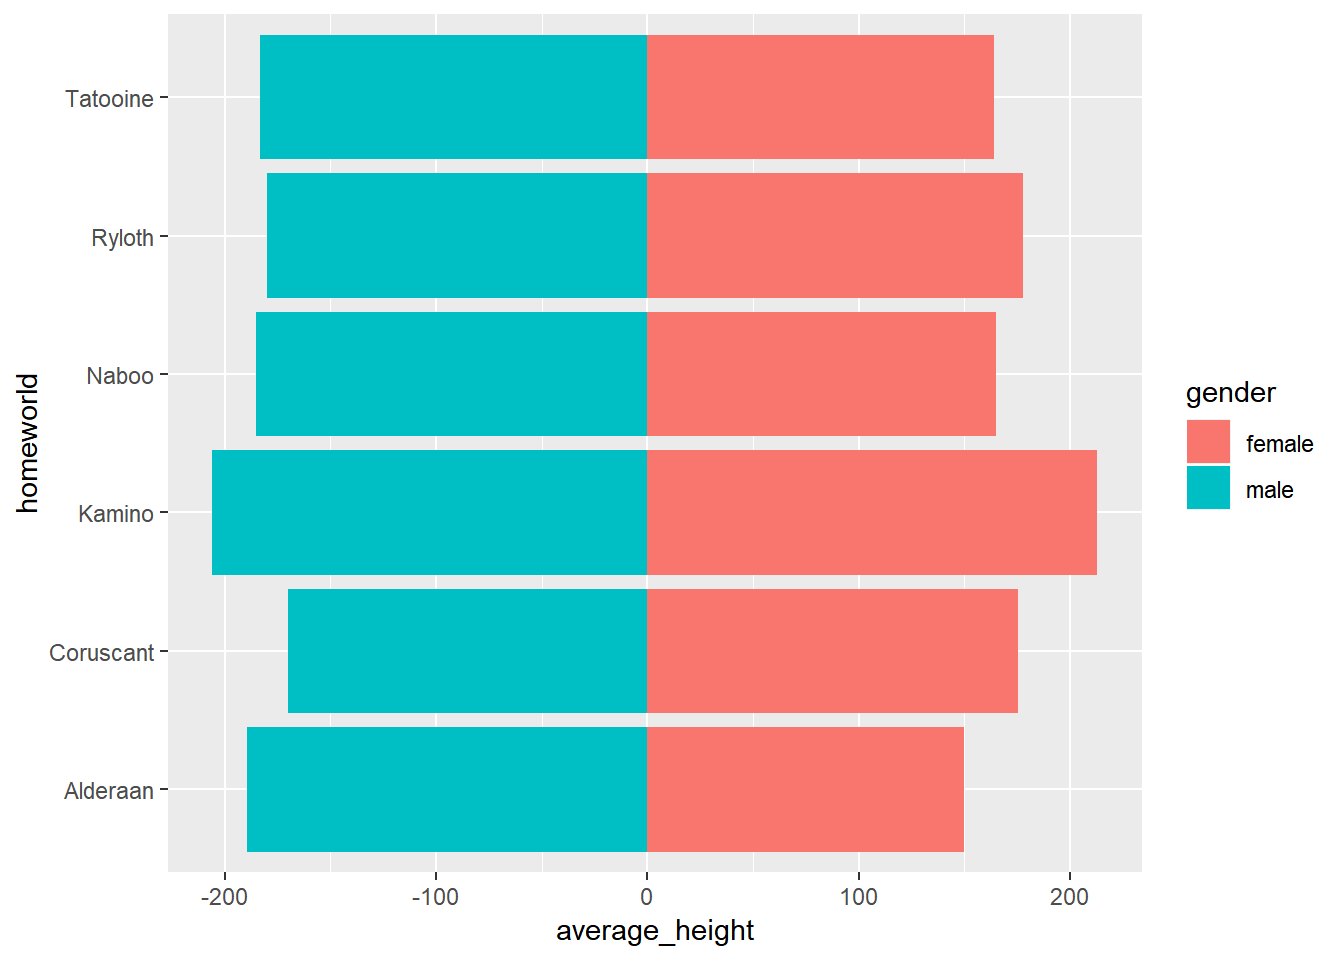 Tatooine
Ryloth
Naboo
Kamino
Coruscant
Alderaan
homeworld
-200 -100 0 100 200
average_height
gender
female
male